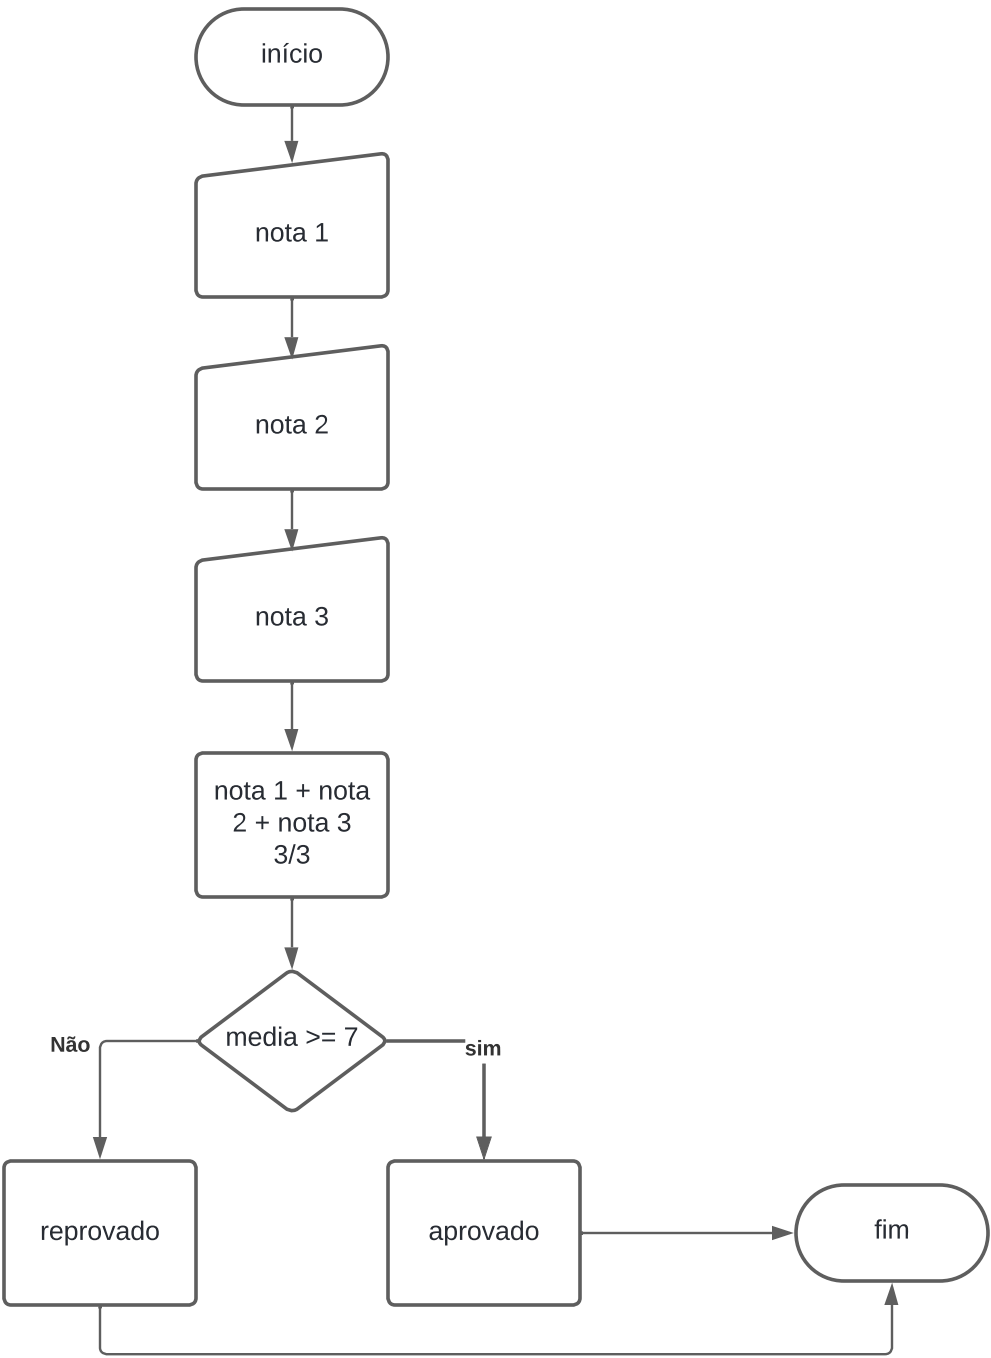 início
nota 1
nota 2
nota 3
nota 1 + nota
2 + nota 3
3/3
media >= 7
Não
sim
reprovado
aprovado
fim